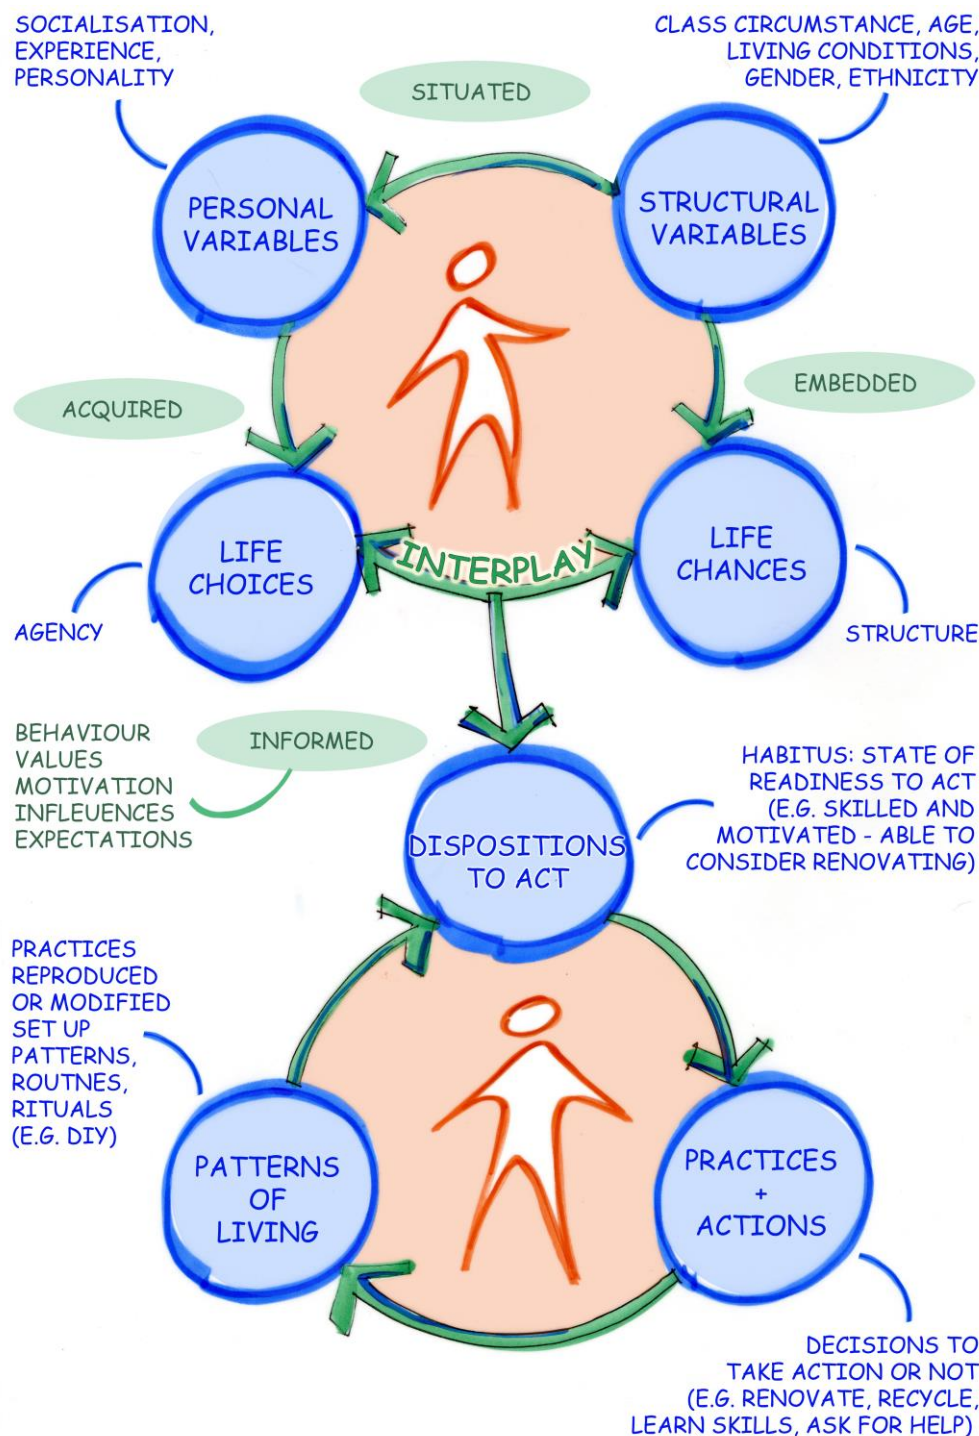 SOCIALISATION,
EXPERIENCE,
PERSONALITY
CLASS CIRCUMSTANCE, AGE,
LIVING CONDITIONS,
GENDER, ETHNICITY
SITUATED
PERSONAL
VARIABLES
STRUCTURAL
VARIABLES
ACQUIRED
EMBEDDED
LIFE
CHOICES
INTERPLAY
LIFE
CHANCES
AGENCY
STRUCTURE
BEHAVIOUR
VALUES
MOTIVATION
INFLEUENCES
EXPECTATIONS
INFORMED
HABITUS: STATE OF
READINESS TO ACT
(E.G. SKILLED AND
MOTIVATED - ABLE TO
CONSIDER RENOVATING)
DISPOSITIONS
TO ACT
PRACTICES
REPRODUCED
OR MODIFIED
SET UP
PATTERNS,
ROUTNES,
RITUALS
(E.G. DIY)
PATTERNS
OF
LIVING
PRACTICES
+
ACTIONS
DECISIONS TO
TAKE ACTION OR NOT
(E.G. RENOVATE, RECYCLE,
LEARN SKILLS, ASK FOR HELP)